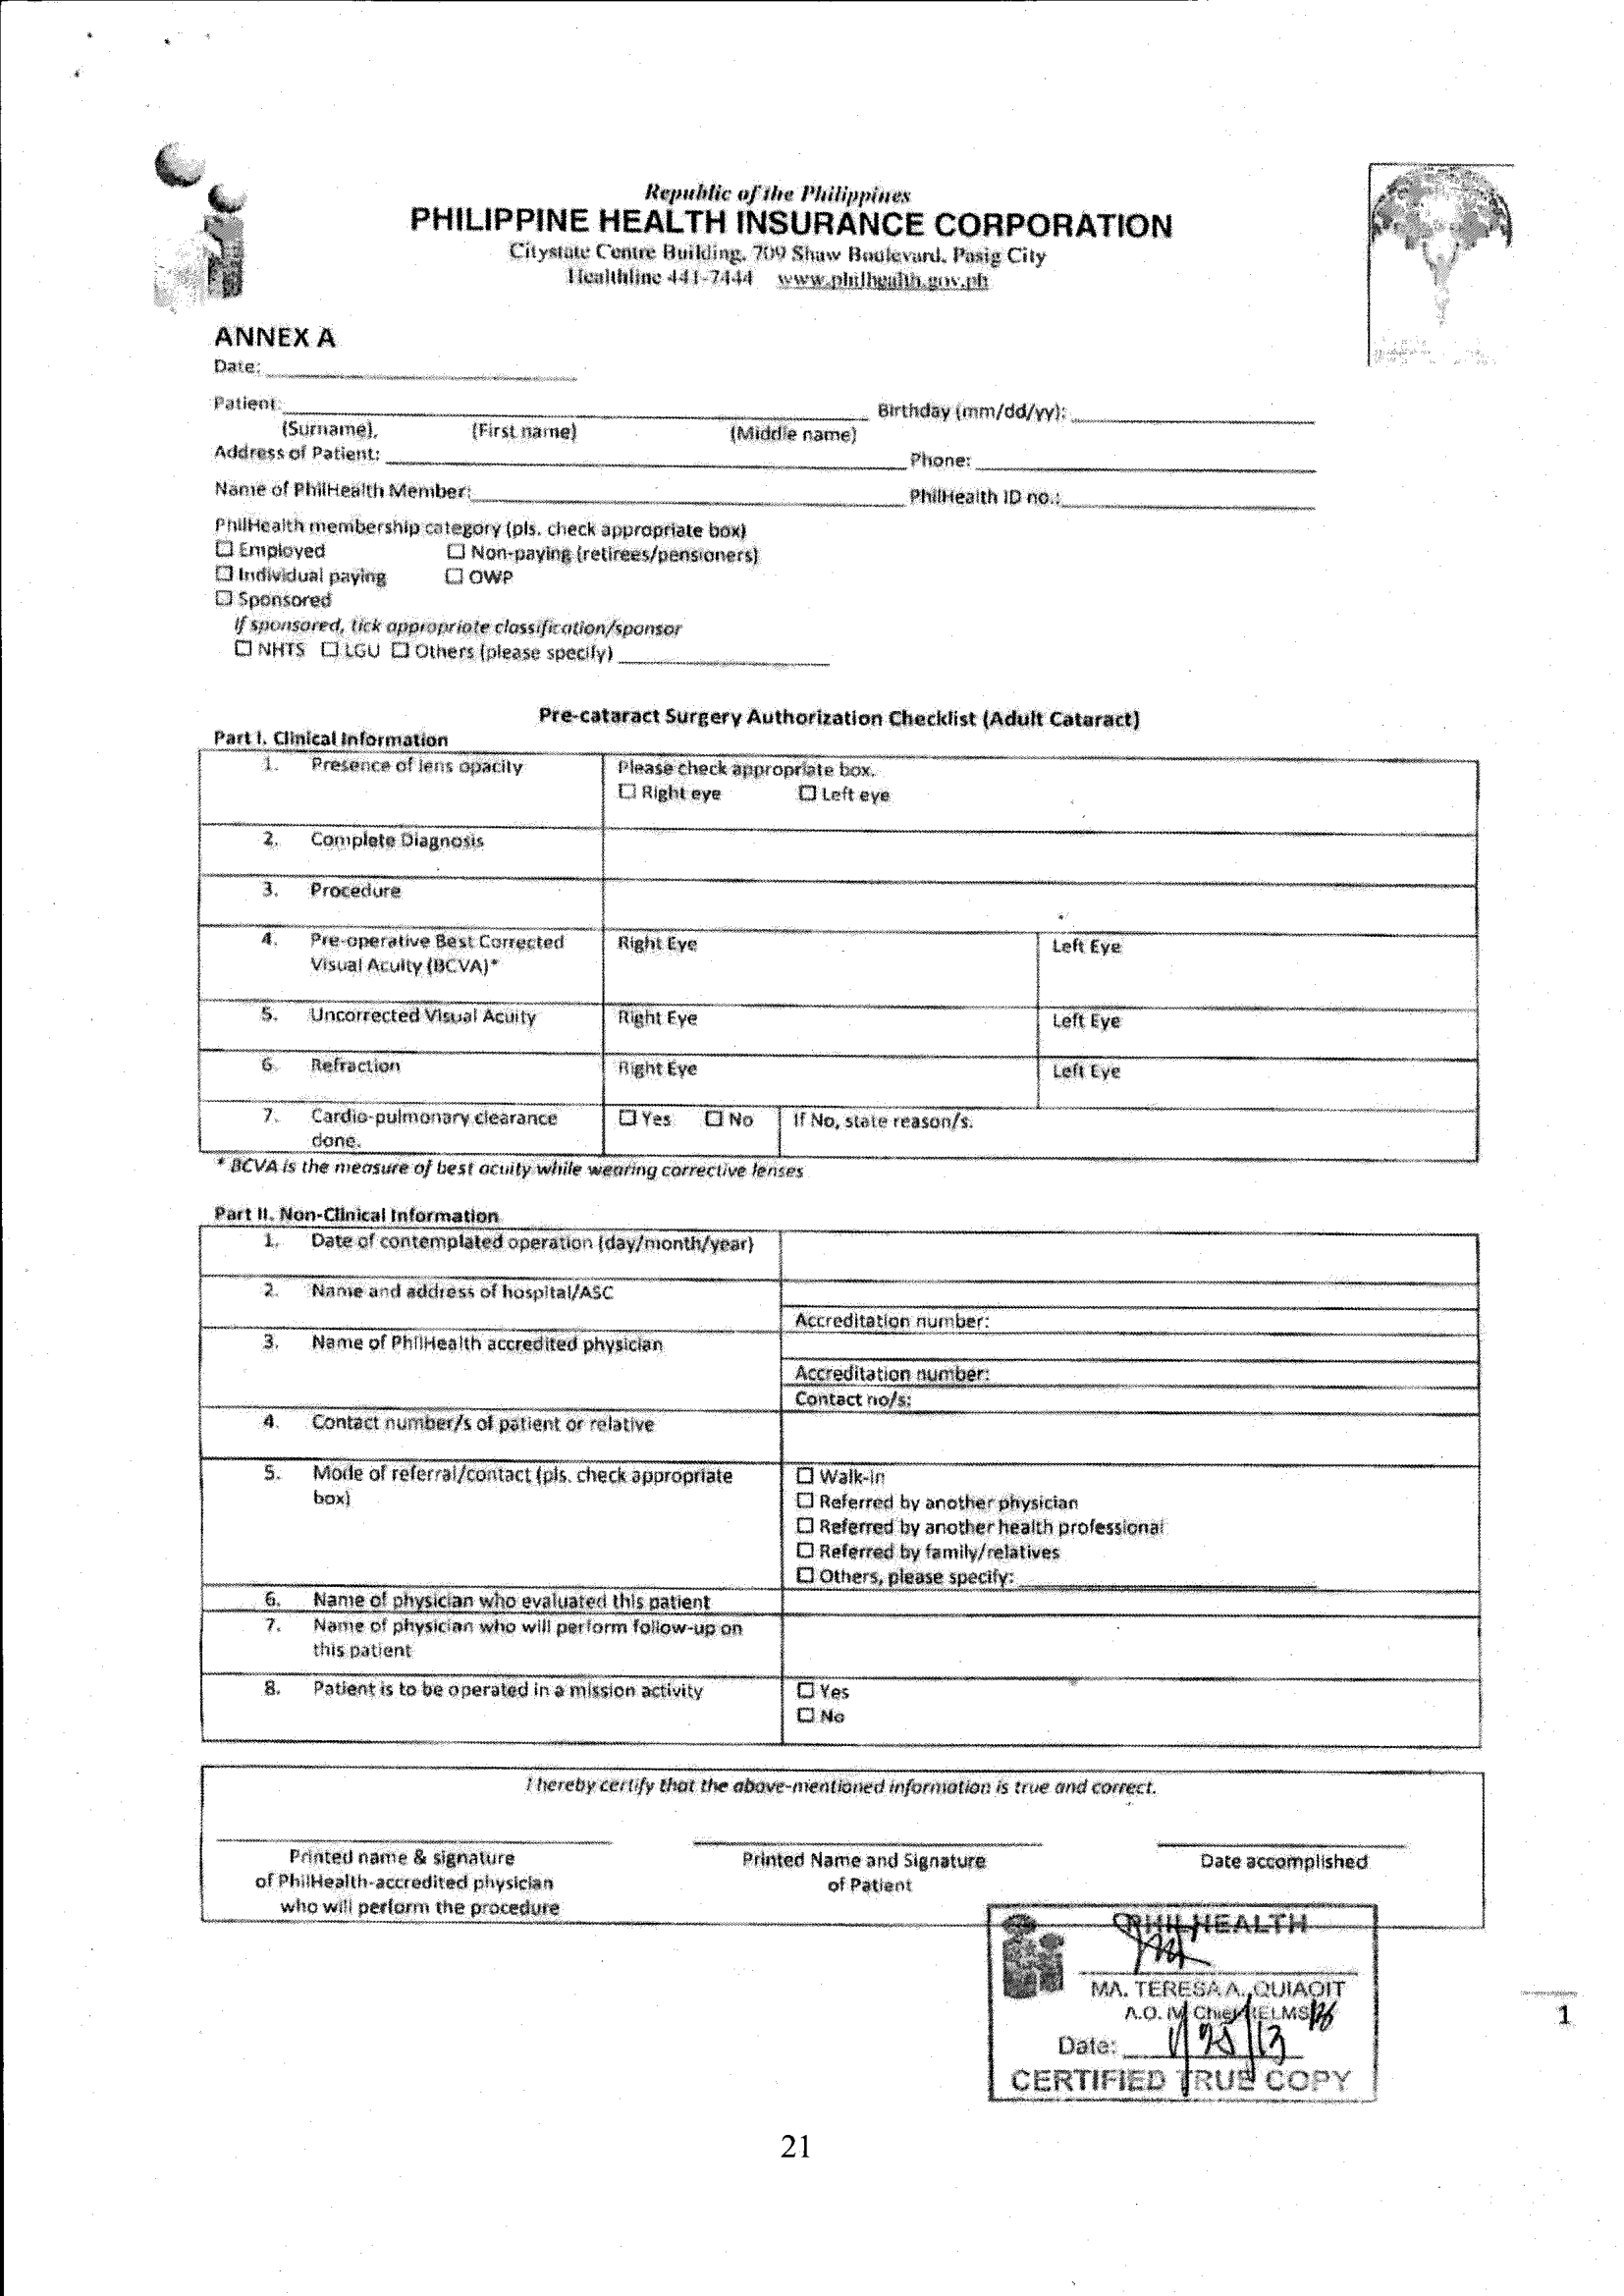 Republic of the Philippines
PHILIPPINE HEALTH INSURANCE CORPORATION
Citystate Centre Building, 709 Shaw Boulevard, Pasig City
Healthline 441-7444 www.philhealth.gov.ph
ANNEX A
Date:
Patient: Birthday (mm/dd/yy):
(Surname), (First name) (Middle name)
Address of Patient: Phone:
Name of PhilHealth Member: PhilHealth ID no.:
PhilHealth membership category (pls. check appropriate box)
☐ Employed ☐ Non-paying (retirees/pensioners)
☐ Individual paying ☐ OWP
☐ Sponsored
If sponsored, tick appropriate classification/sponsor
☐ NHTS ☐ LGU ☐ Others (please specify)
Pre-cataract Surgery Authorization Checklist (Adult Cataract)
Part I. Clinical Information
1. Presence of lens opacity Please check appropriate box.
☐ Right eye ☐ Left eye
2. Complete Diagnosis
3. Procedure
4. Pre-operative Best Corrected Right Eye Left Eye
Visual Acuity (BCVA)*
5. Uncorrected Visual Acuity Right Eye Left Eye
6. Refraction Right Eye Left Eye
7. Cardio-pulmonary clearance ☐ Yes ☐ No If No, state reason/s.
done.
* BCVA is the measure of best acuity while wearing corrective lenses
Part II. Non-Clinical Information
1. Date of contemplated operation (day/month/year)
2. Name and address of hospital/ASC
Accreditation number:
3. Name of PhilHealth accredited physician
Accreditation number:
Contact no/s:
4. Contact number/s of patient or relative
5. Mode of referral/contact (pls. check appropriate ☐ Walk-in
box) ☐ Referred by another physician
☐ Referred by another health professional
☐ Referred by family/relatives
☐ Others, please specify:
6. Name of physician who evaluated this patient
7. Name of physician who will perform follow-up on
this patient
8. Patient is to be operated in a mission activity ☐ Yes
☐ No
I hereby certify that the above-mentioned information is true and correct.
Printed name & signature Printed Name and Signature Date accomplished
of PhilHealth-accredited physician of Patient
who will perform the procedure
PHILHEALTH
MA. TERESA A. QUIAOIT
A.O. IV Chief
Date: 1/25/13
CERTIFIED TRUE COPY
1
21